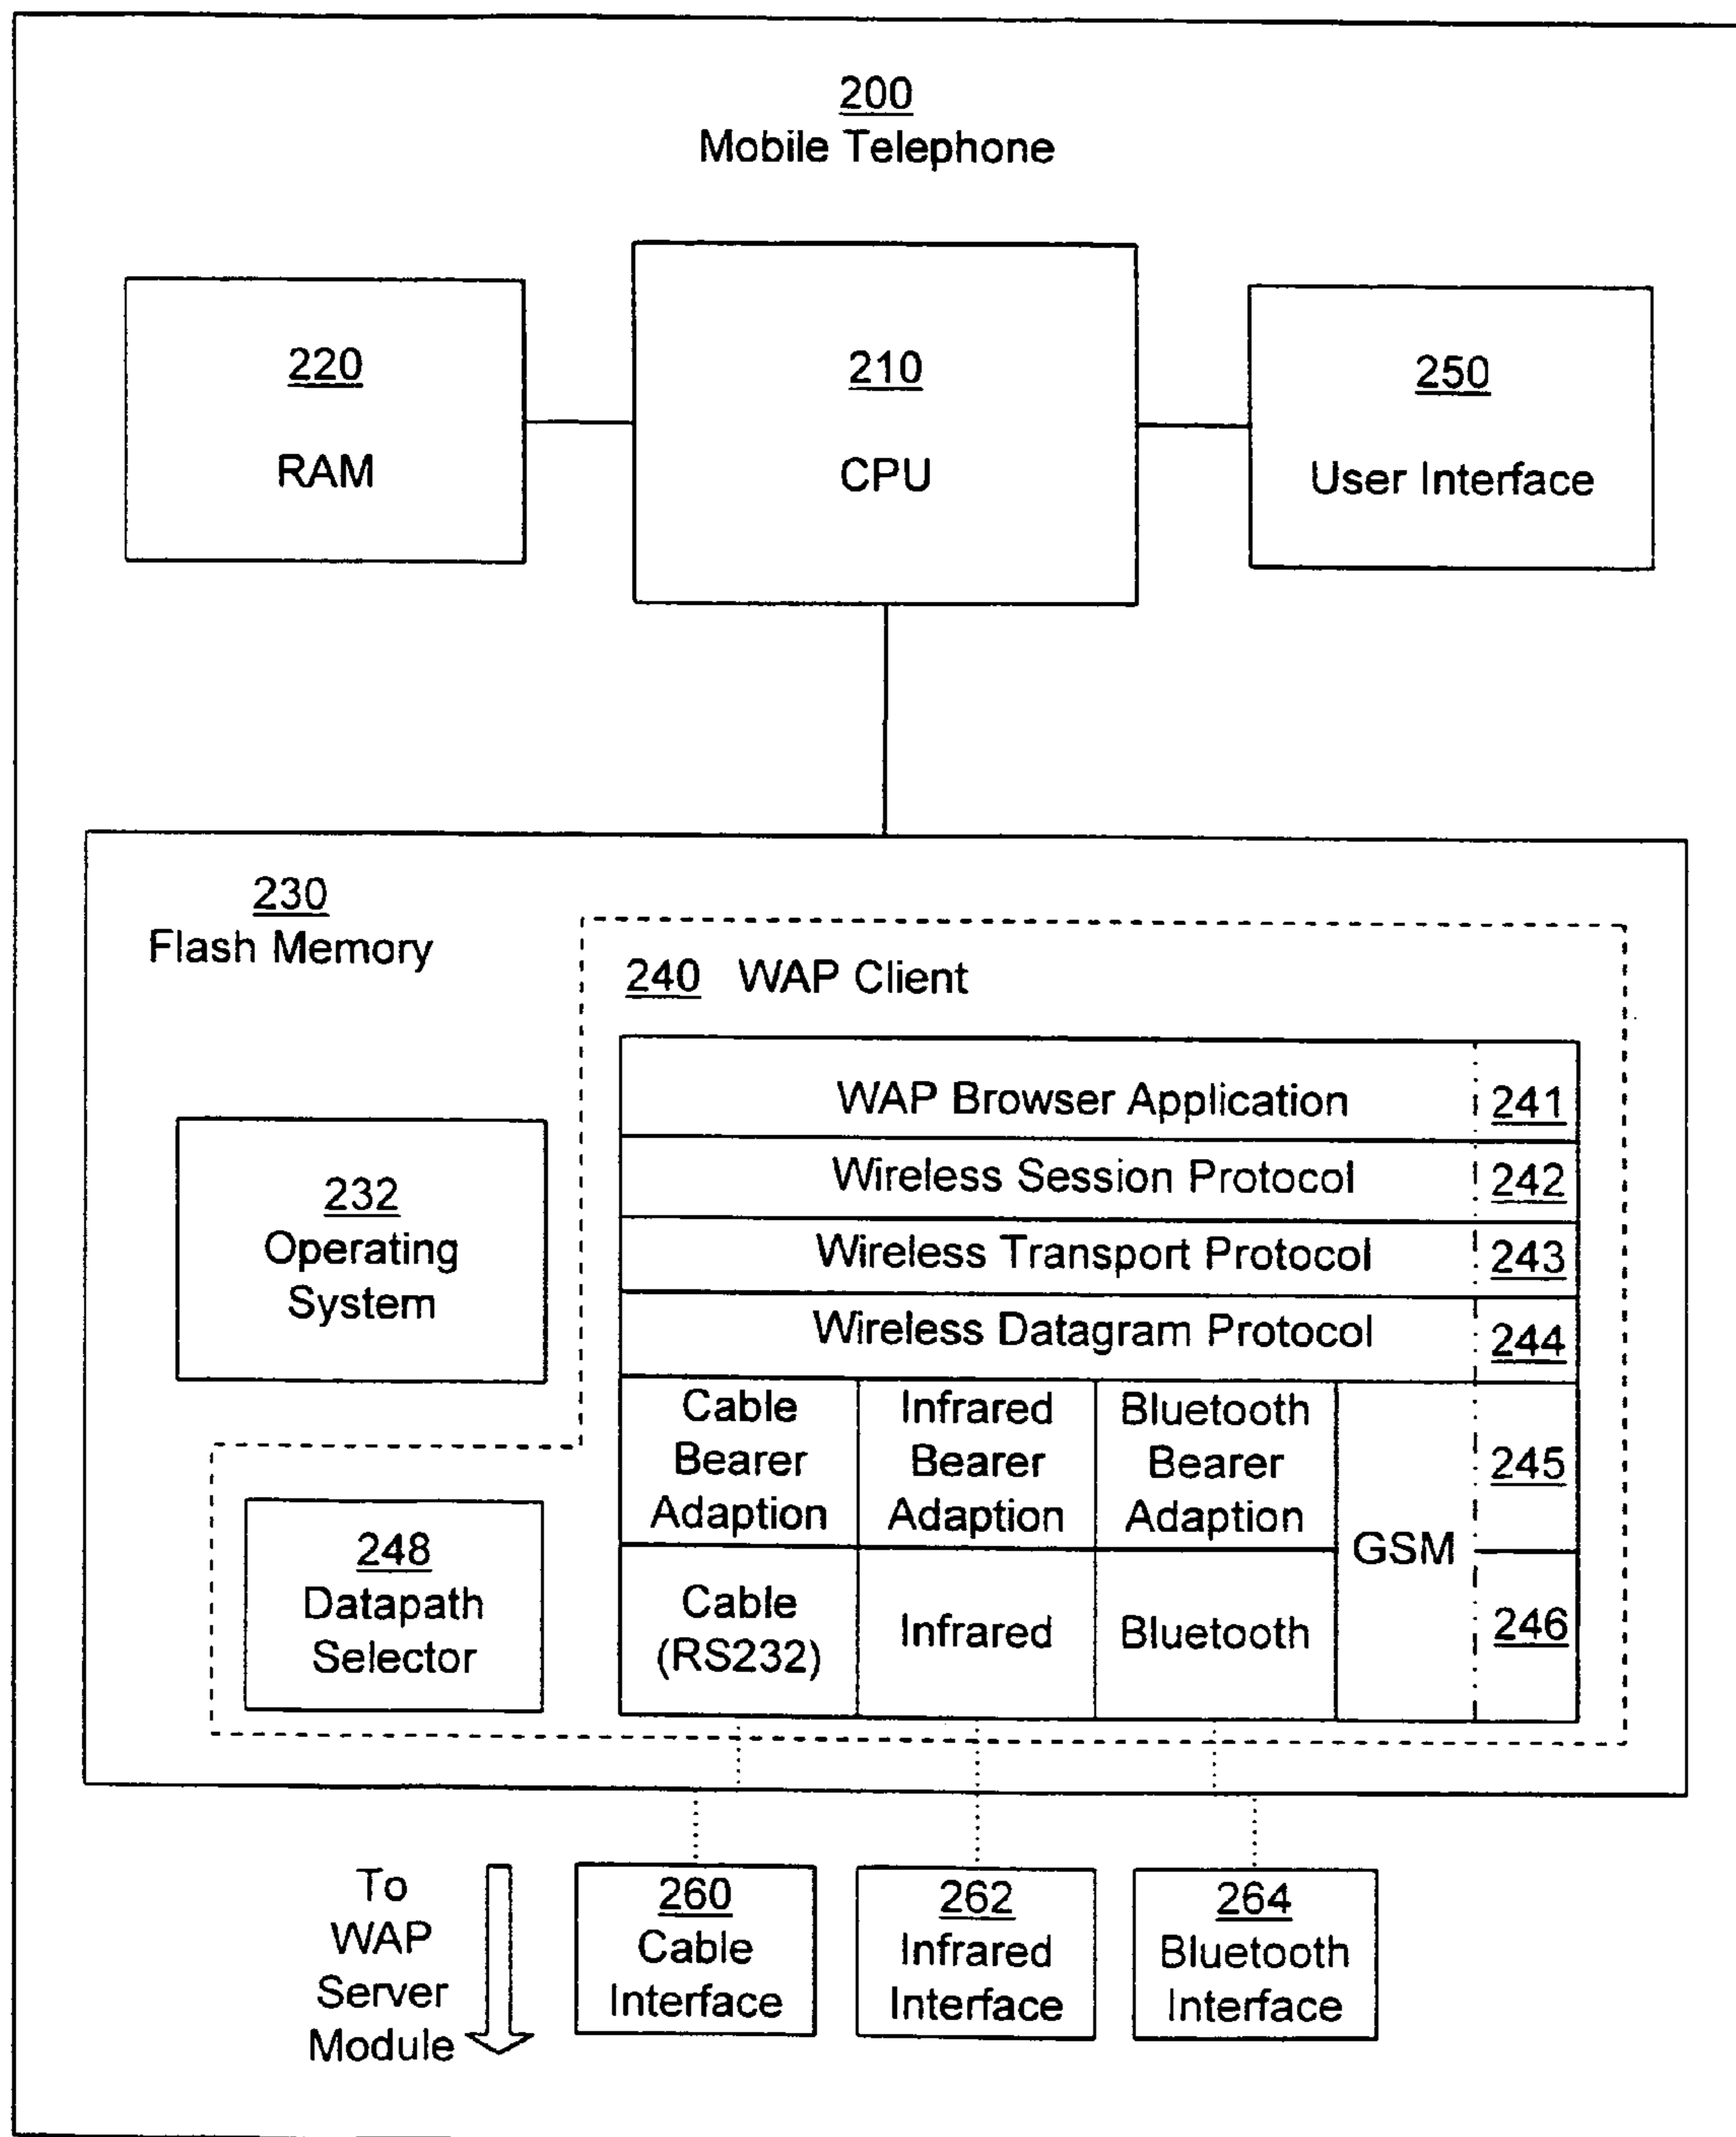 200
Mobile Telephone
220
RAM
210
CPU
250
User Interface
230
Flash Memory
240 WAP Client
WAP Browser Application 241
Wireless Session Protocol 242
Wireless Transport Protocol 243
Wireless Datagram Protocol 244
232
Operating
System
Cable
Bearer
Adaption
Infrared
Bearer
Adaption
Bluetooth
Bearer
Adaption
GSM
245
248
Datapath
Selector
Cable
(RS232)
Infrared
Bluetooth
246
To
WAP
Server
Module
260
Cable
Interface
262
Infrared
Interface
264
Bluetooth
Interface